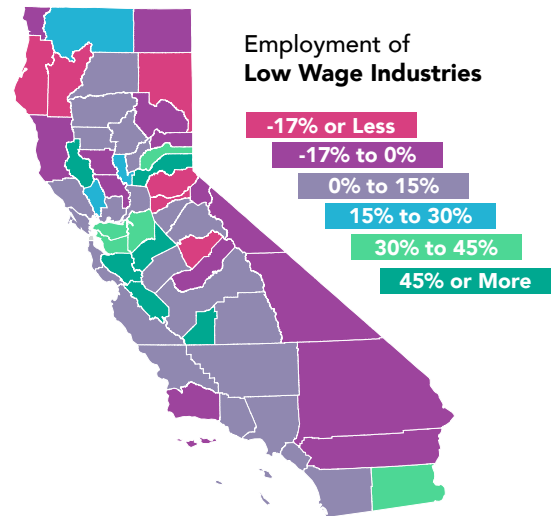 Employment of
Low Wage Industries
-17% or Less
-17% to 0%
0% to 15%
15% to 30%
30% to 45%
45% or More